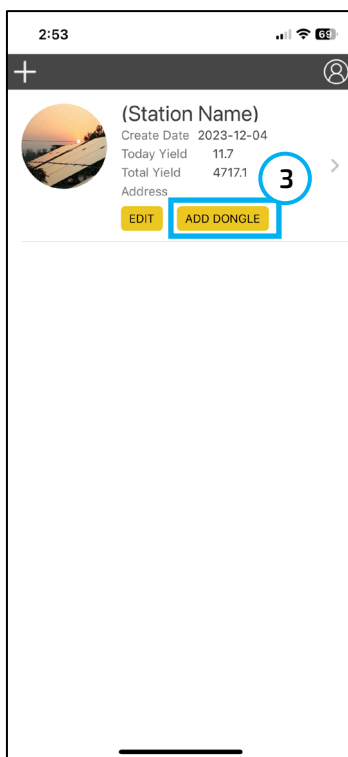 2:53 69
(Station Name)
Create Date 2023-12-04
Today Yield 11.7
Total Yield 4717.1
3
Address
EDIT ADD DONGLE